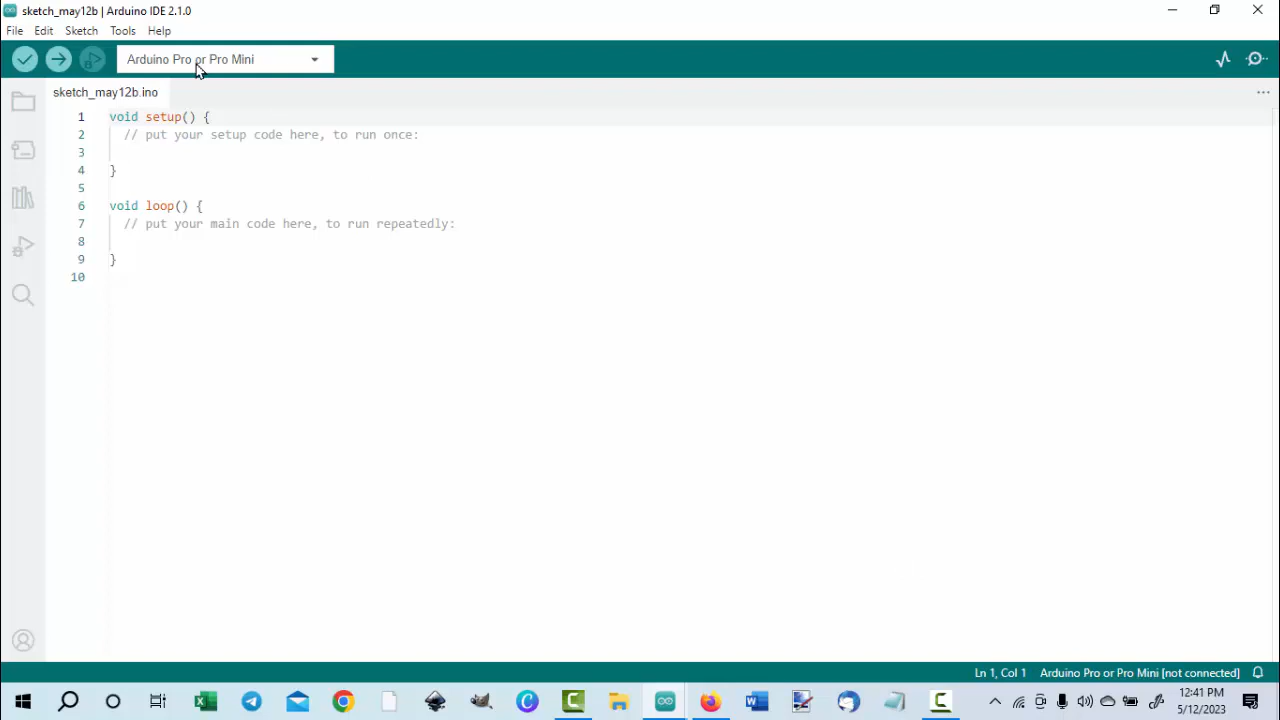 sketch_may12b | Arduino IDE 2.1.0
File Edit Sketch Tools Help
Arduino Pro or Pro Mini
sketch_may12b.ino
1 void setup() {
2 // put your setup code here, to run once:
3
4 }
5
6 void loop() {
7 // put your main code here, to run repeatedly:
8
9 }
10
Ln 1, Col 1 Arduino Pro or Pro Mini [not connected]
12:41 PM
5/12/2023